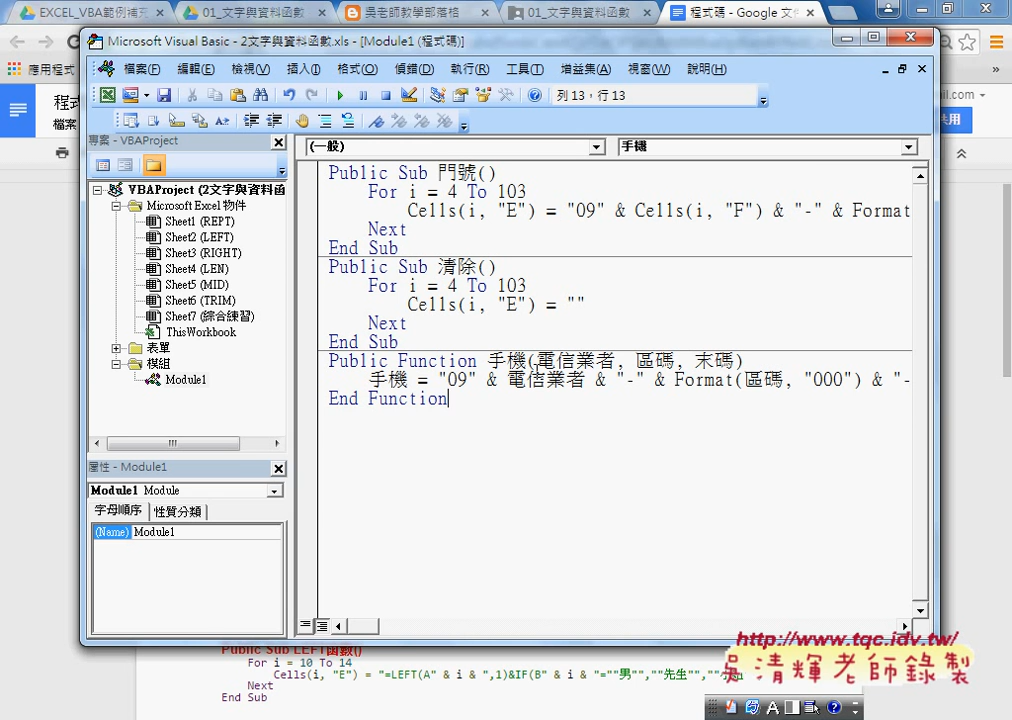 EXCEL_VBA範例補充
01_文字與資料函數
吳老師教學部落格
01_文字與資料函數
程式碼 - Google 文
應用程式
程式
檔案
.com
共用
Microsoft Visual Basic - 2文字與資料函數.xls - [Module1 (程式碼)]
檔案(F) 編輯(E) 檢視(V) 插入(I) 格式(O) 偵錯(D) 執行(R) 工具(T) 增益集(A) 視窗(W) 說明(H)
列 13，行 13
專案 - VBAProject
VBAProject (2文字與資料函
Microsoft Excel 物件
Sheet1 (REPT)
Sheet2 (LEFT)
Sheet3 (RIGHT)
Sheet4 (LEN)
Sheet5 (MID)
Sheet6 (TRIM)
Sheet7 (綜合練習)
ThisWorkbook
表單
模組
Module1
屬性 - Module1
Module1 Module
字母順序 性質分類
(Name) Module1
(一般) 手機
Public Sub 門號()
For i = 4 To 103
Cells(i, "E") = "09" & Cells(i, "F") & "-" & Format
Next
End Sub
Public Sub 清除()
For i = 4 To 103
Cells(i, "E") = ""
Next
End Sub
Public Function 手機(電信業者, 區碼, 末碼)
手機 = "09" & 電信業者 & "-" & Format(區碼, "000") & "-
End Function
Public Sub LEFT函數()
For i = 10 To 14
Cells(i, "E") = "=LEFT(A" & i & ",1)&IF(B" & i & "=""男"",""先生"",""小姐
Next
End Sub
http://www.tqc.idv.tw/
吳清輝老師錄製